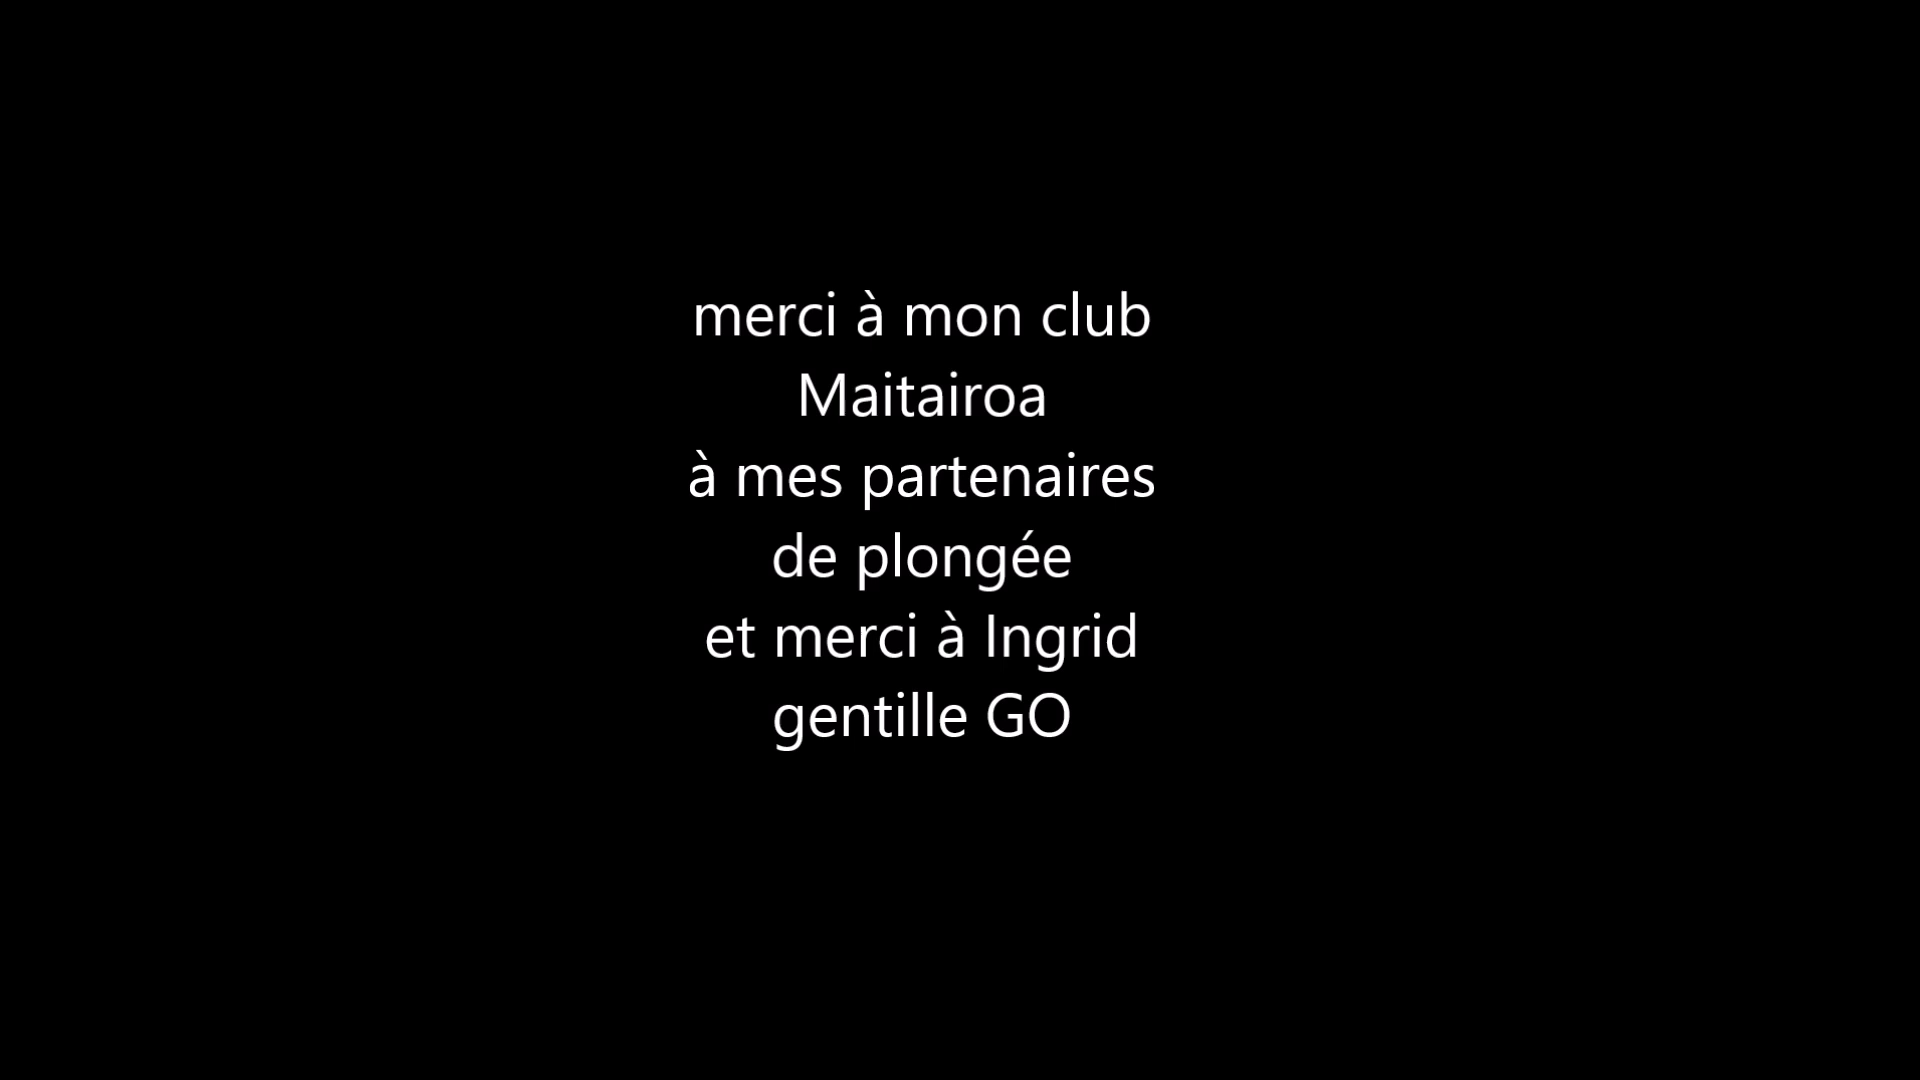 merci à mon club
Maitairoa
à mes partenaires
de plongée
et merci à Ingrid
gentille GO